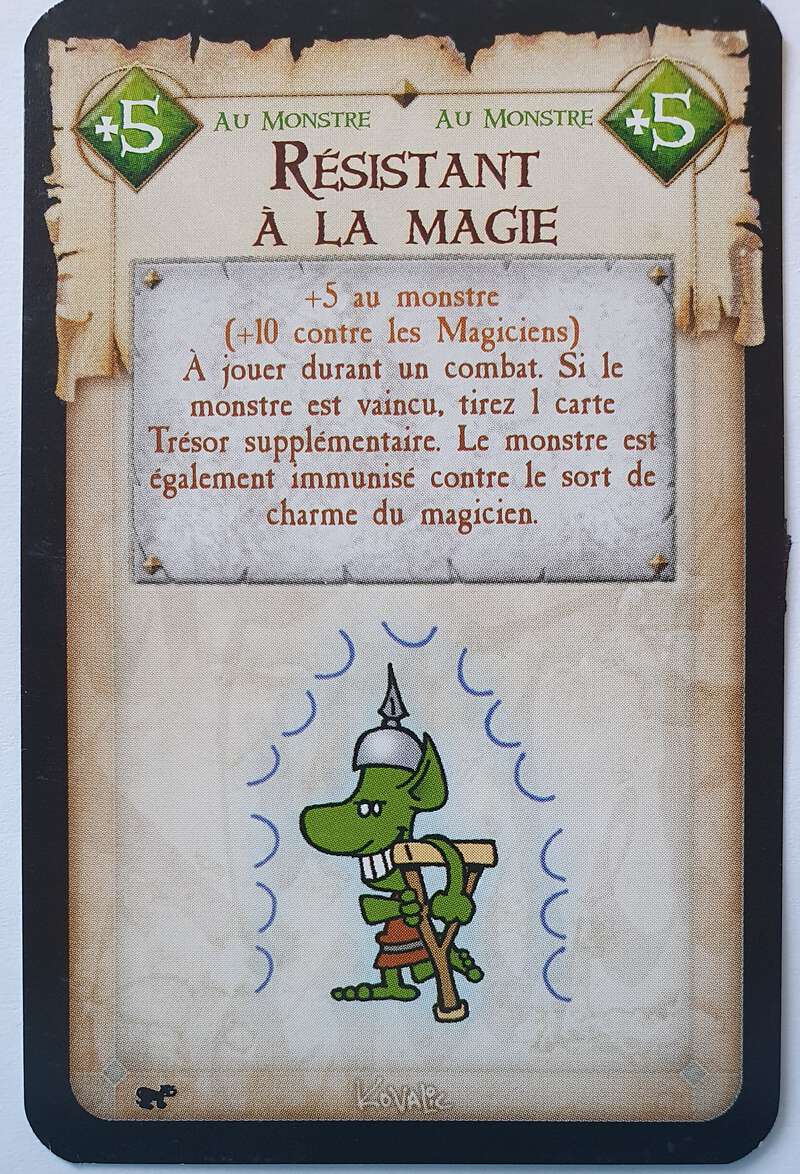 +5 Au Monstre Au Monstre +5
Résistant
à la magie
+5 au monstre
(+10 contre les Magiciens)
À jouer durant un combat. Si le
monstre est vaincu, tirez 1 carte
Trésor supplémentaire. Le monstre est
également immunisé contre le sort de
charme du magicien.
Kovalic